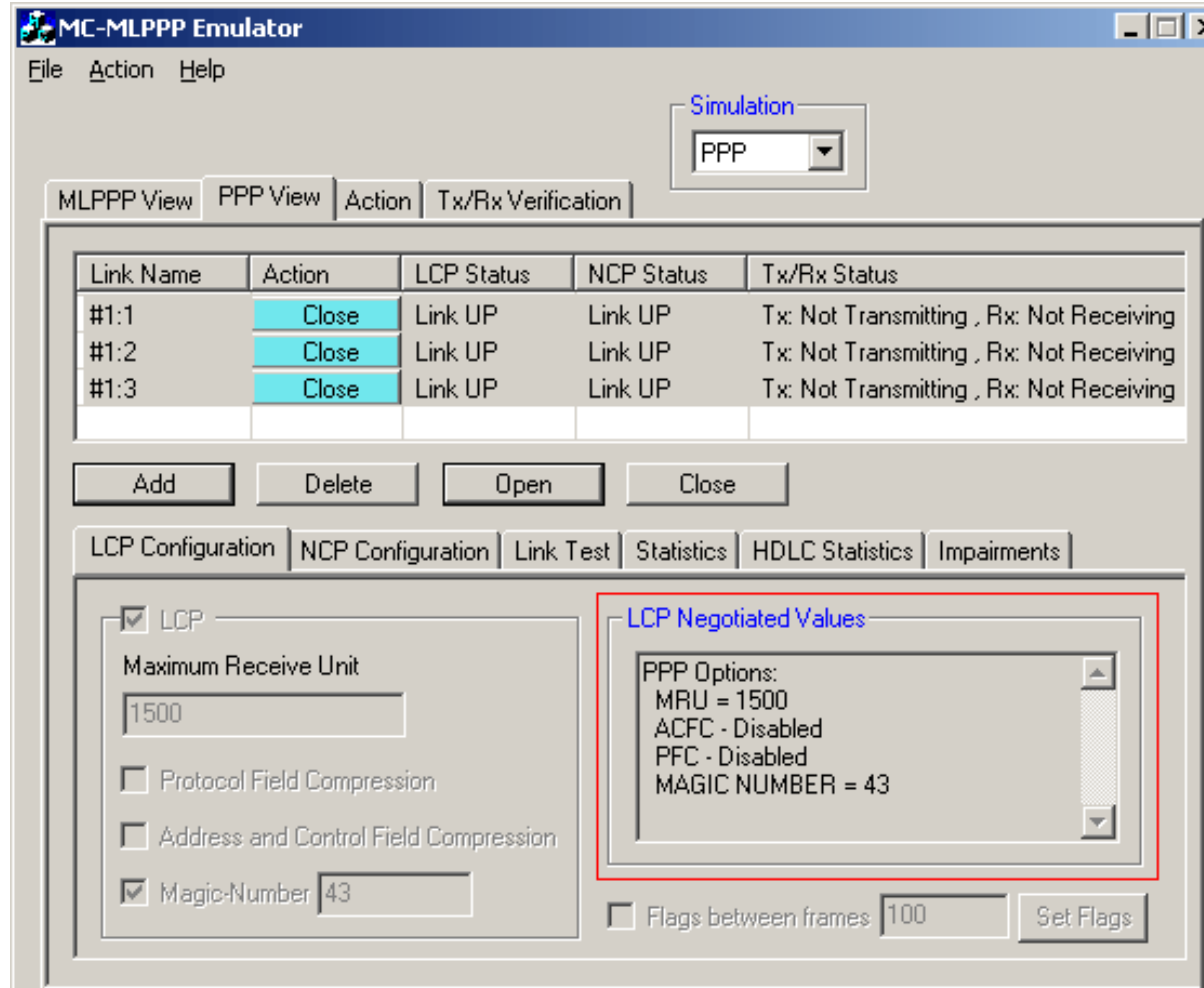 MC-MLPPP Emulator
File Action Help
Simulation
PPP
MLPPP View PPP View Action Tx/Rx Verification
Link Name Action LCP Status NCP Status Tx/Rx Status
#1:1 Close Link UP Link UP Tx: Not Transmitting , Rx: Not Receiving
#1:2 Close Link UP Link UP Tx: Not Transmitting , Rx: Not Receiving
#1:3 Close Link UP Link UP Tx: Not Transmitting , Rx: Not Receiving
Add Delete Open Close
LCP Configuration NCP Configuration Link Test Statistics HDLC Statistics Impairments
LCP
Maximum Receive Unit
1500
Protocol Field Compression
Address and Control Field Compression
Magic-Number 43
LCP Negotiated Values
PPP Options:
MRU = 1500
ACFC - Disabled
PFC - Disabled
MAGIC NUMBER = 43
Flags between frames 100 Set Flags